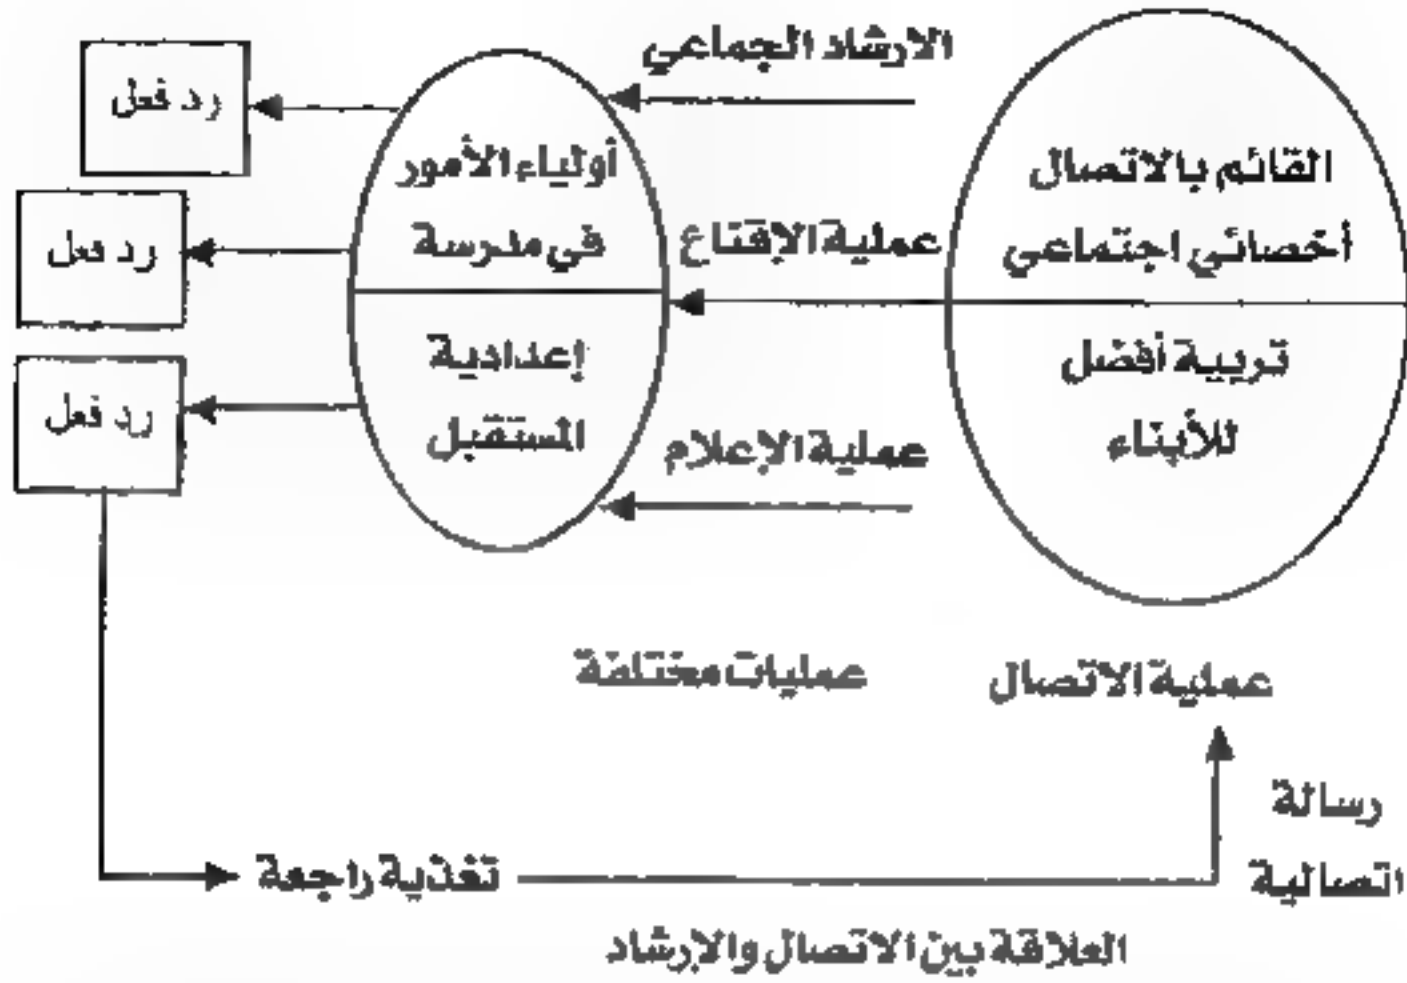 الارشاد الجماعي
القائم بالاتصال
أخصائي اجتماعي
تربية أفضل
للأبناء
عملية الإقناع
عملية الإعلام
أولياء الأمور
في مدرسة
إعدادية
المستقبل
رد فعل
رد فعل
رد فعل
عملية الاتصال
عمليات مختلفة
رسالة
اتصالية
تغذية راجعة
العلاقة بين الاتصال والإرشاد